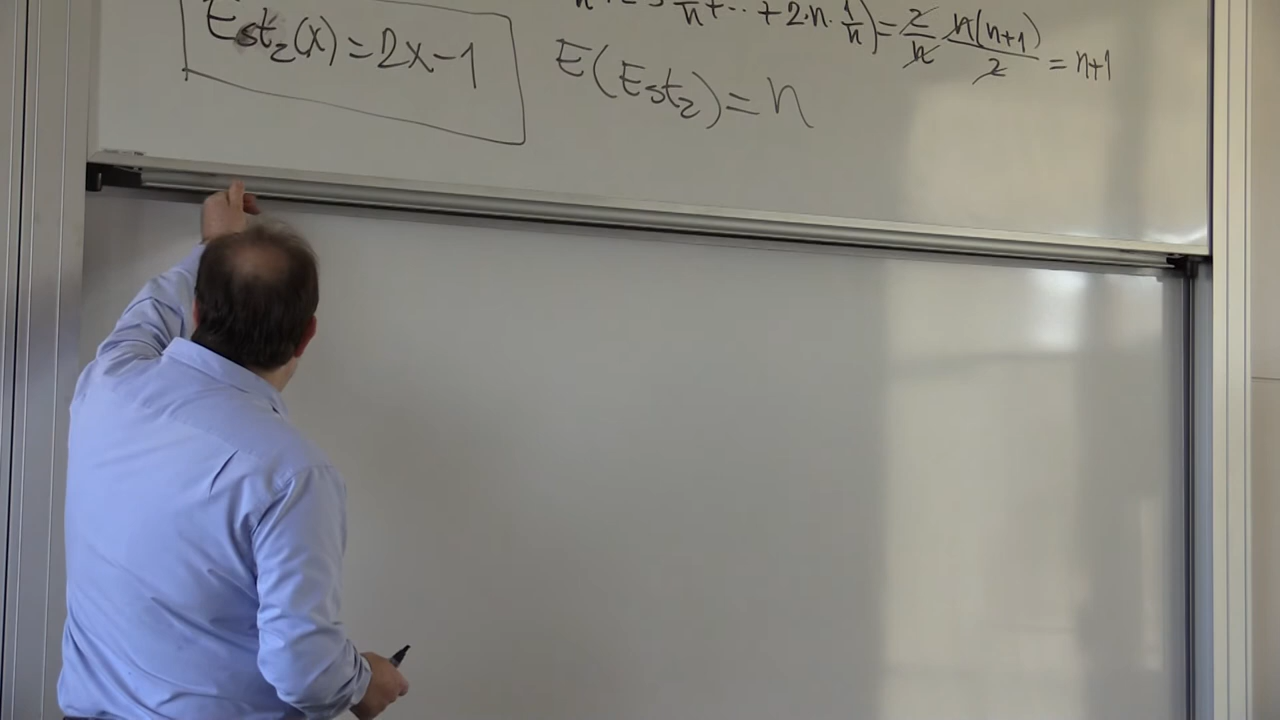 + ... + 2·n · 1/n) = 2/n n(n+1)/2 = n+1
Est₂(x) = 2x-1
E(Est₂) = n